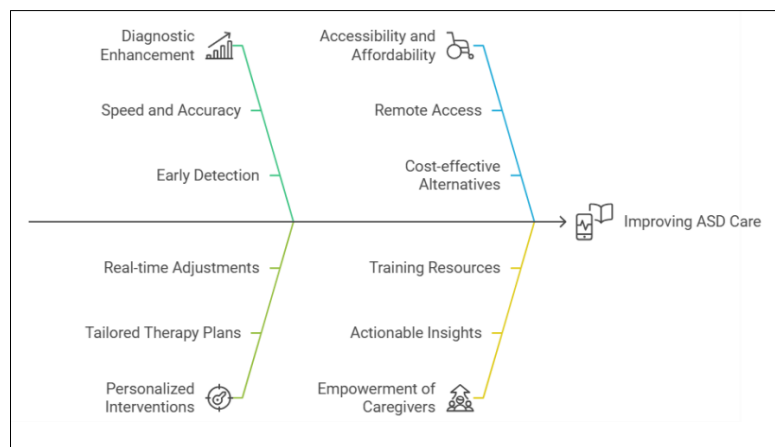 Diagnostic
Enhancement
Accessibility and
Affordability
Speed and Accuracy
Remote Access
Early Detection
Cost-effective
Alternatives
Improving ASD Care
Real-time Adjustments
Training Resources
Tailored Therapy Plans
Actionable Insights
Personalized
Interventions
Empowerment of
Caregivers